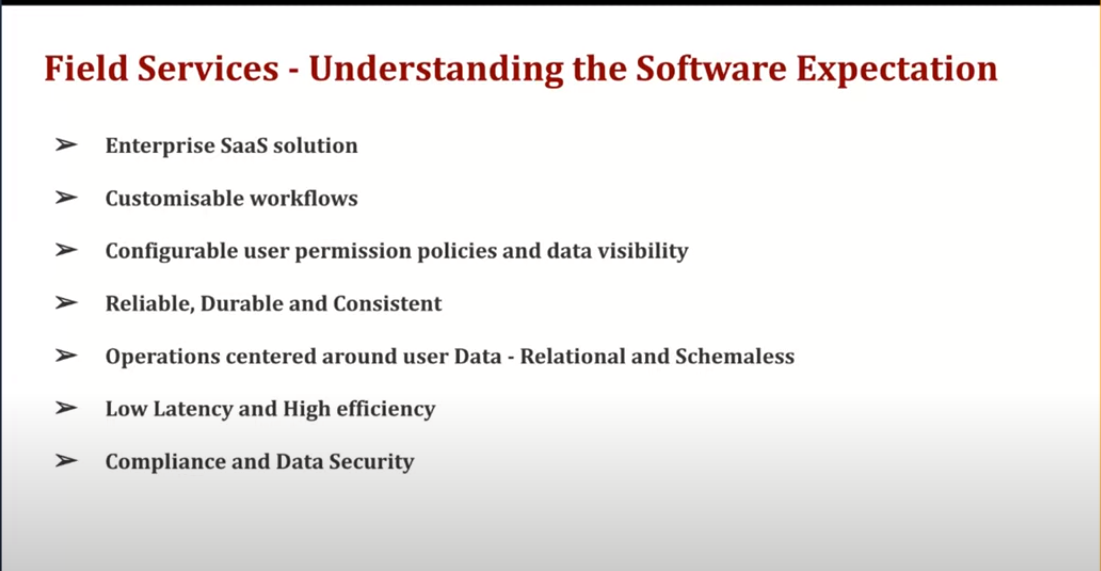 Field Services - Understanding the Software Expectation
➢ Enterprise SaaS solution
➢ Customisable workflows
➢ Configurable user permission policies and data visibility
➢ Reliable, Durable and Consistent
➢ Operations centered around user Data - Relational and Schemaless
➢ Low Latency and High efficiency
➢ Compliance and Data Security